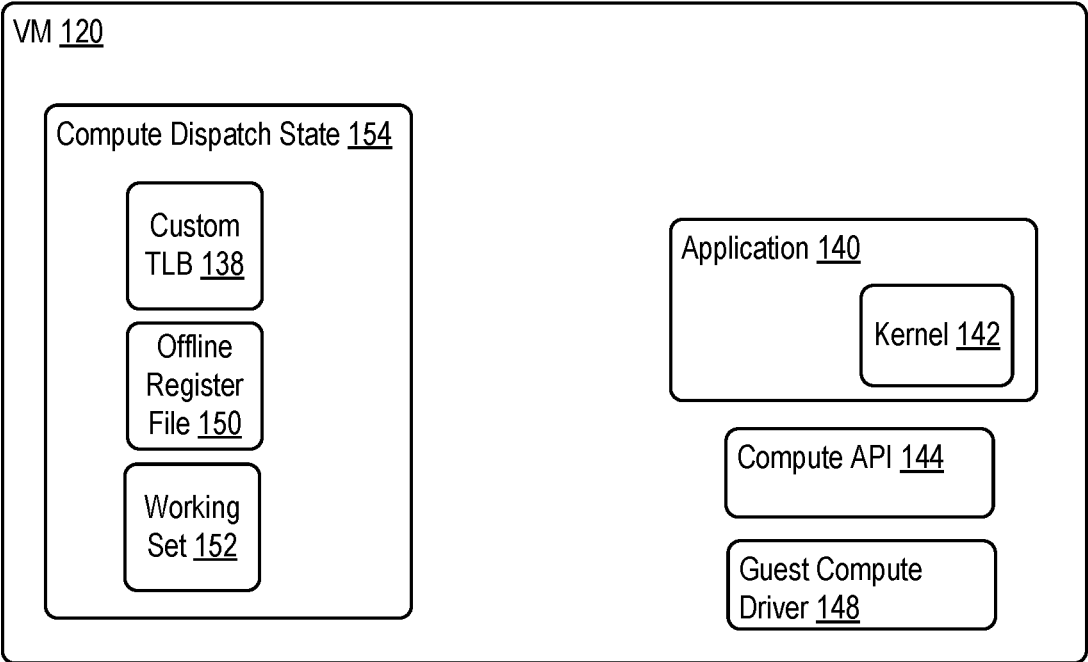 VM 120
Compute Dispatch State 154
Custom
TLB 138
Offline
Register
File 150
Working
Set 152
Application 140
Kernel 142
Compute API 144
Guest Compute
Driver 148